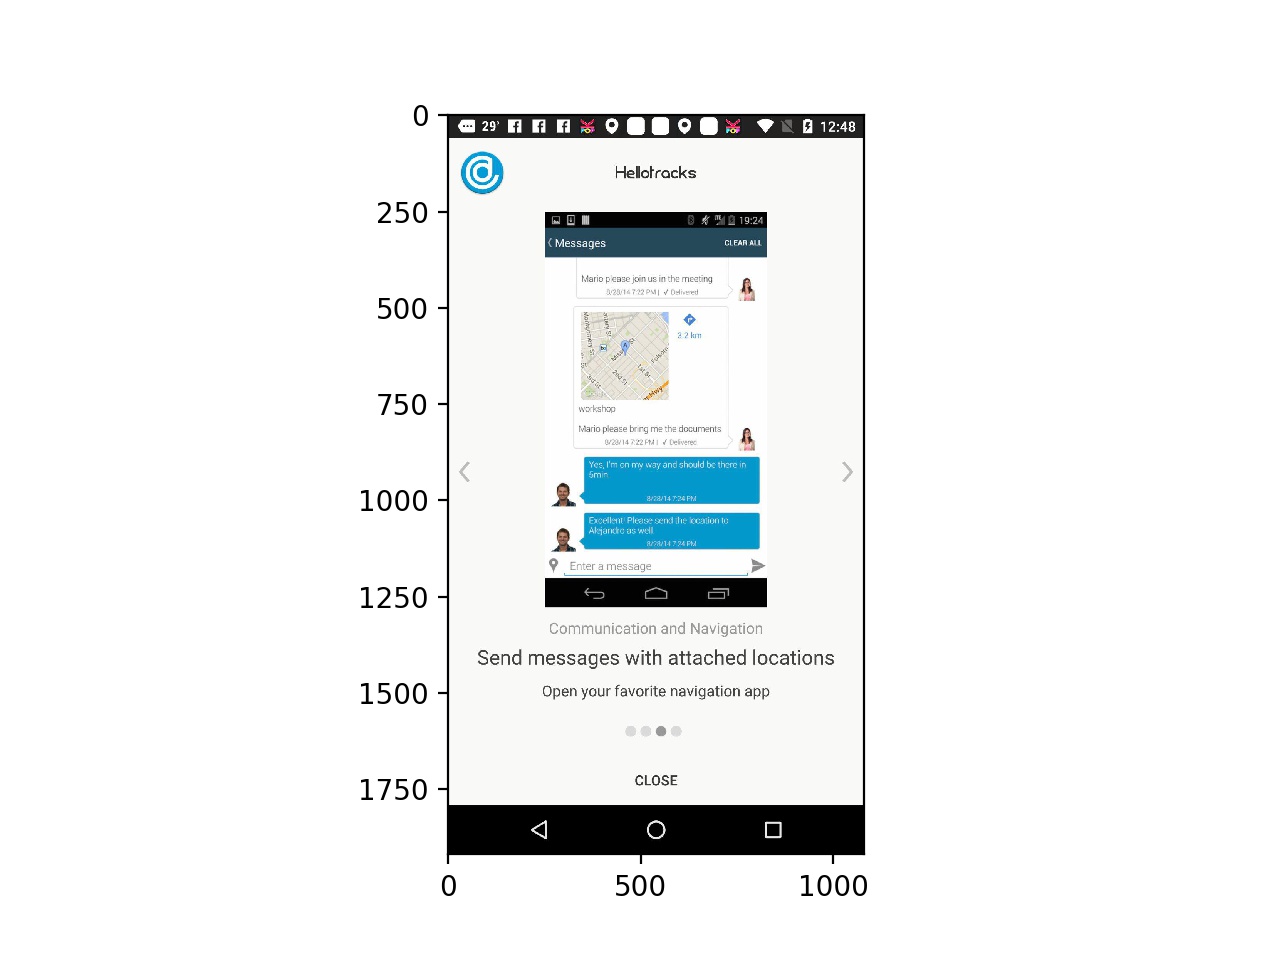 0
250
500
750
1000
1250
1500
1750
0
500
1000
29°
12:48
Hellotracks
19:24
Messages
CLEAR ALL
Mario please join us in the meeting
8/28/14 7:22 PM | ✓ Delivered
3.2 km
workshop
Mario please bring me the documents
8/28/14 7:22 PM | ✓ Delivered
Yes, I'm on my way and should be there in
5min
8/28/14 7:24 PM
Excellent! Please send the location to
Alejandro as well.
8/28/14 7:24 PM
Enter a message
Communication and Navigation
Send messages with attached locations
Open your favorite navigation app
CLOSE